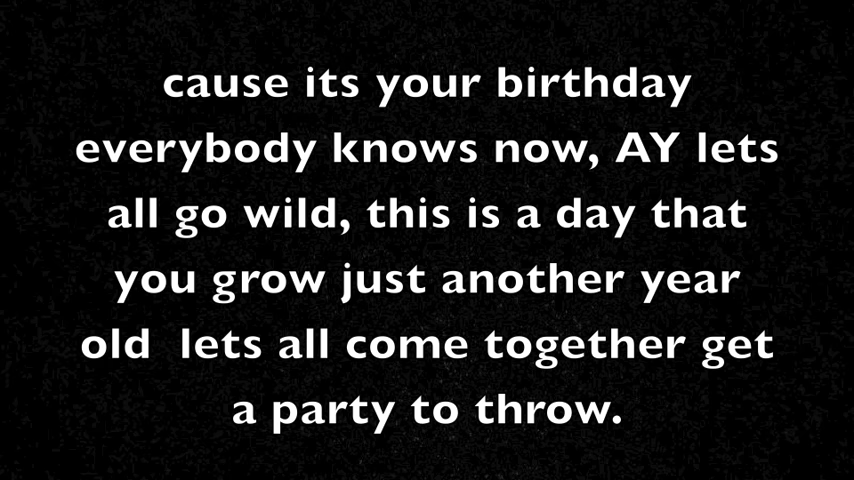 cause its your birthday
everybody knows now, AY lets
all go wild, this is a day that
you grow just another year
old  lets all come together get
a party to throw.